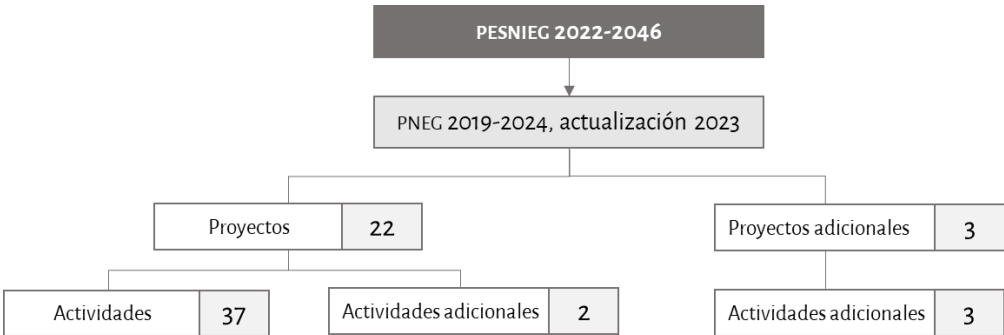 PESNIEG 2022-2046
PNEG 2019-2024, actualización 2023
Proyectos 22
Proyectos adicionales 3
Actividades 37
Actividades adicionales 2
Actividades adicionales 3